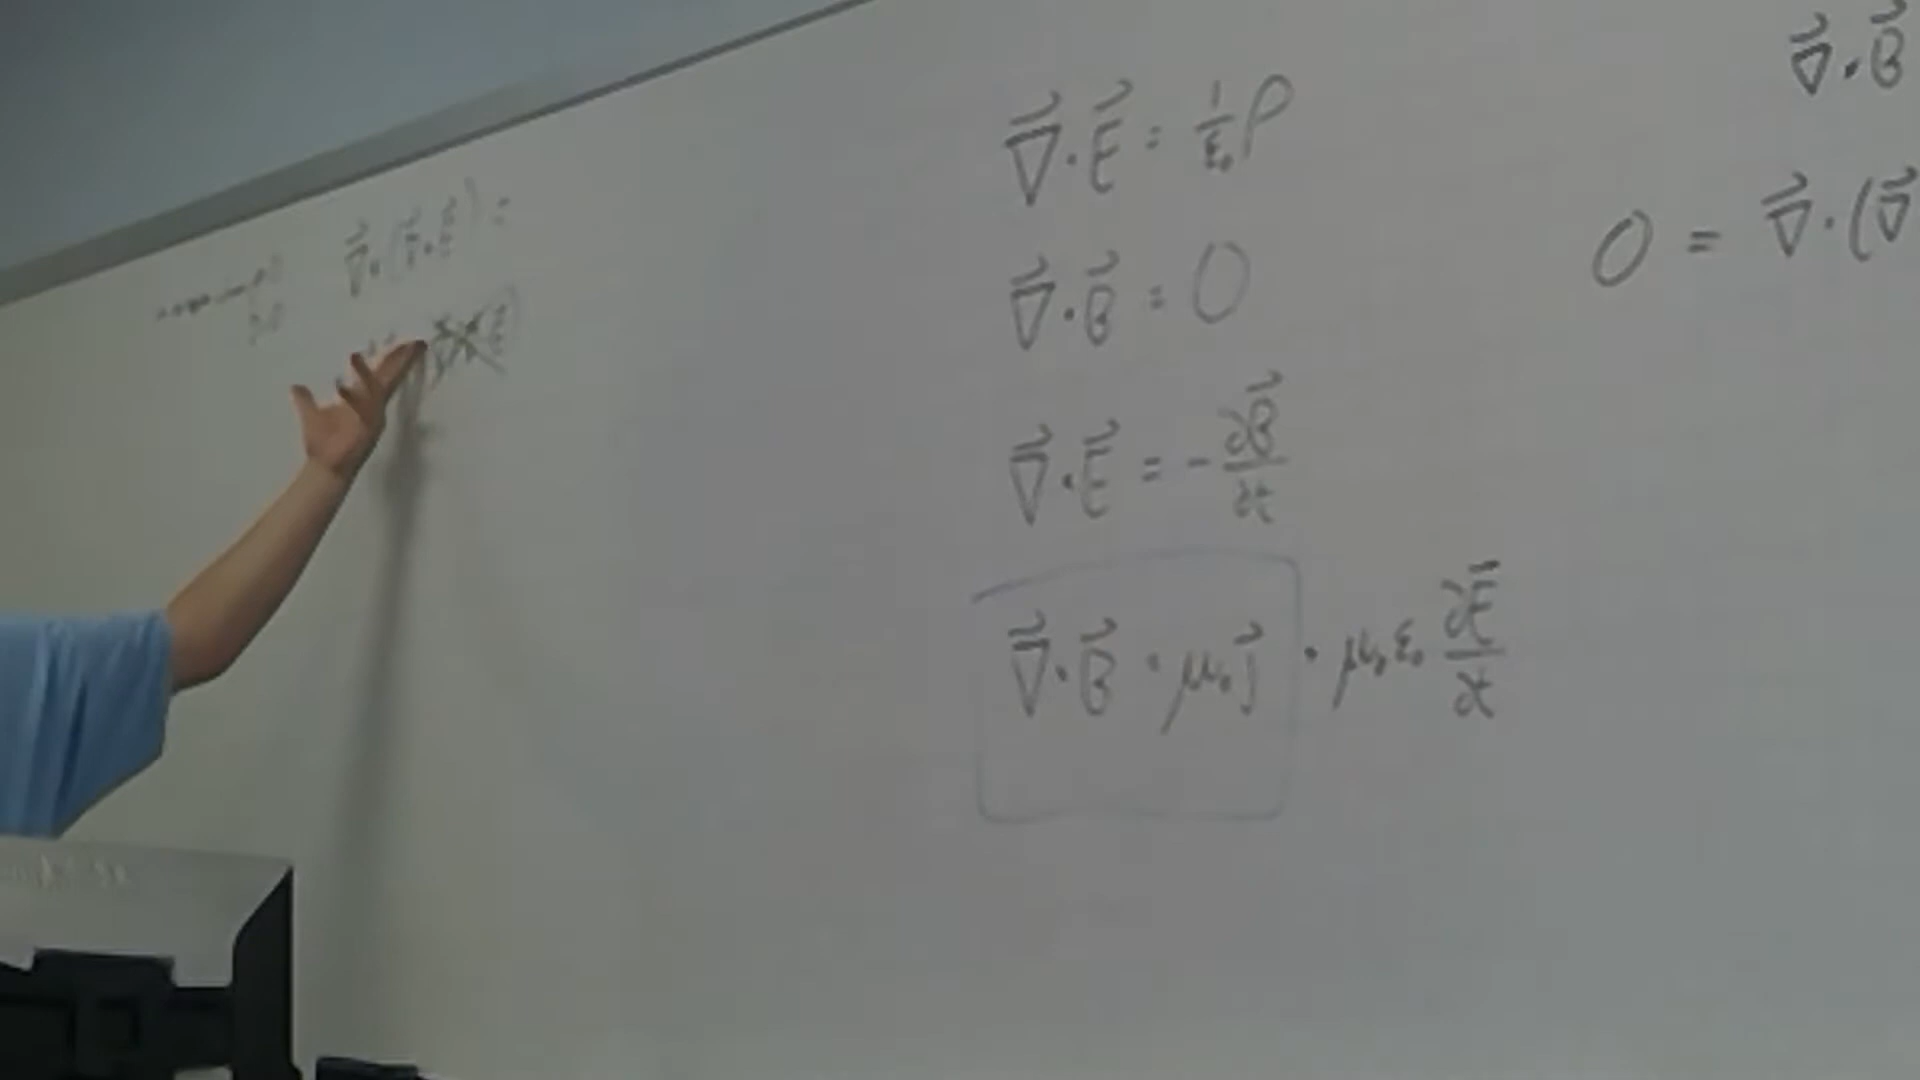 ∇⃗·(∇⃗·E⃗) =
∇⃗·E⃗ = 1/ε₀ ρ
∇⃗·B⃗ = 0
∇⃗·E⃗ = - ∂B⃗/∂t
∇⃗·B⃗ · μ₀J⃗ · μ₀ε₀ ∂E⃗/∂t
∇⃗·B⃗
0 = ∇⃗·(∇⃗